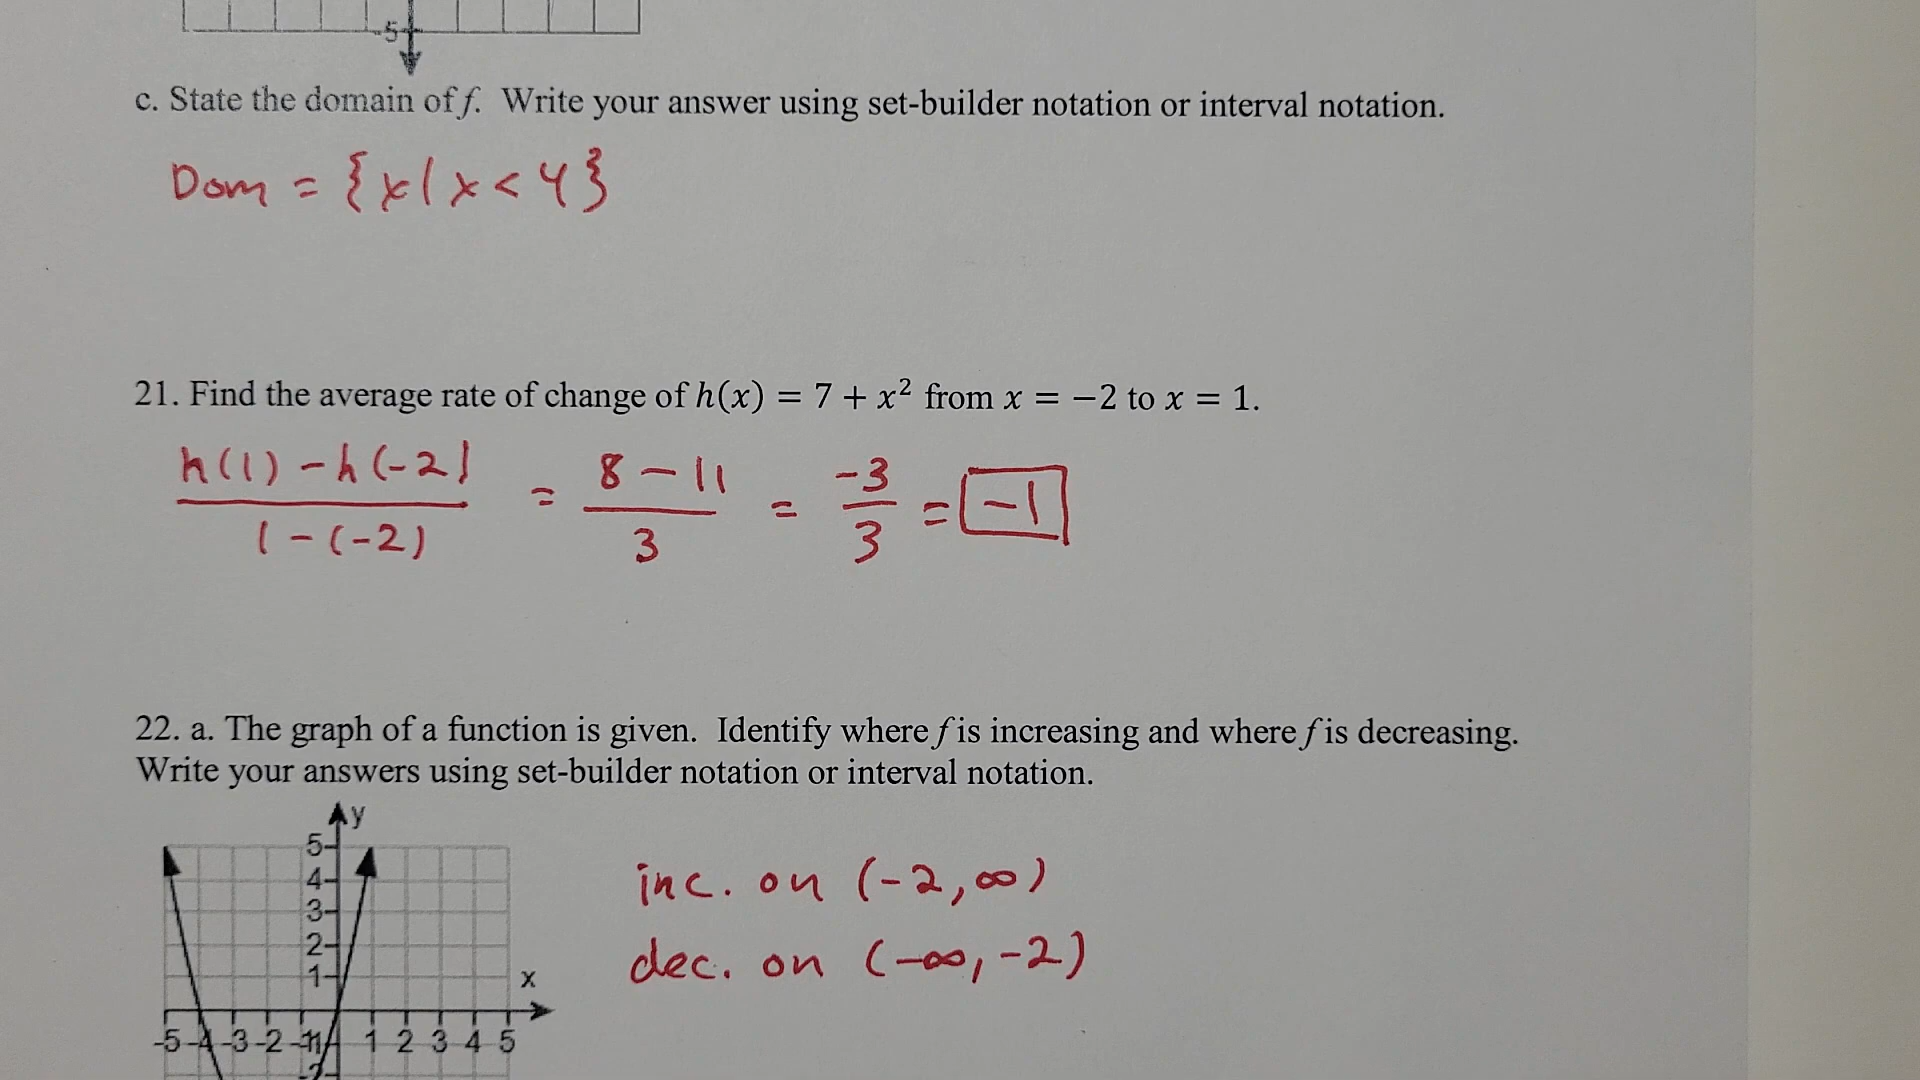 -5
c. State the domain of f. Write your answer using set-builder notation or interval notation.
Dom = {x | x < 4}
21. Find the average rate of change of h(x) = 7 + x² from x = −2 to x = 1.
h(1) - h(-2) / 1 - (-2) = 8 - 11 / 3 = -3 / 3 = -1
22. a. The graph of a function is given. Identify where f is increasing and where f is decreasing.
Write your answers using set-builder notation or interval notation.
y
5
4
3
2
1
x
-5 -4 -3 -2 -1 1 2 3 4 5
inc. on (-2, ∞)
dec. on (-∞, -2)